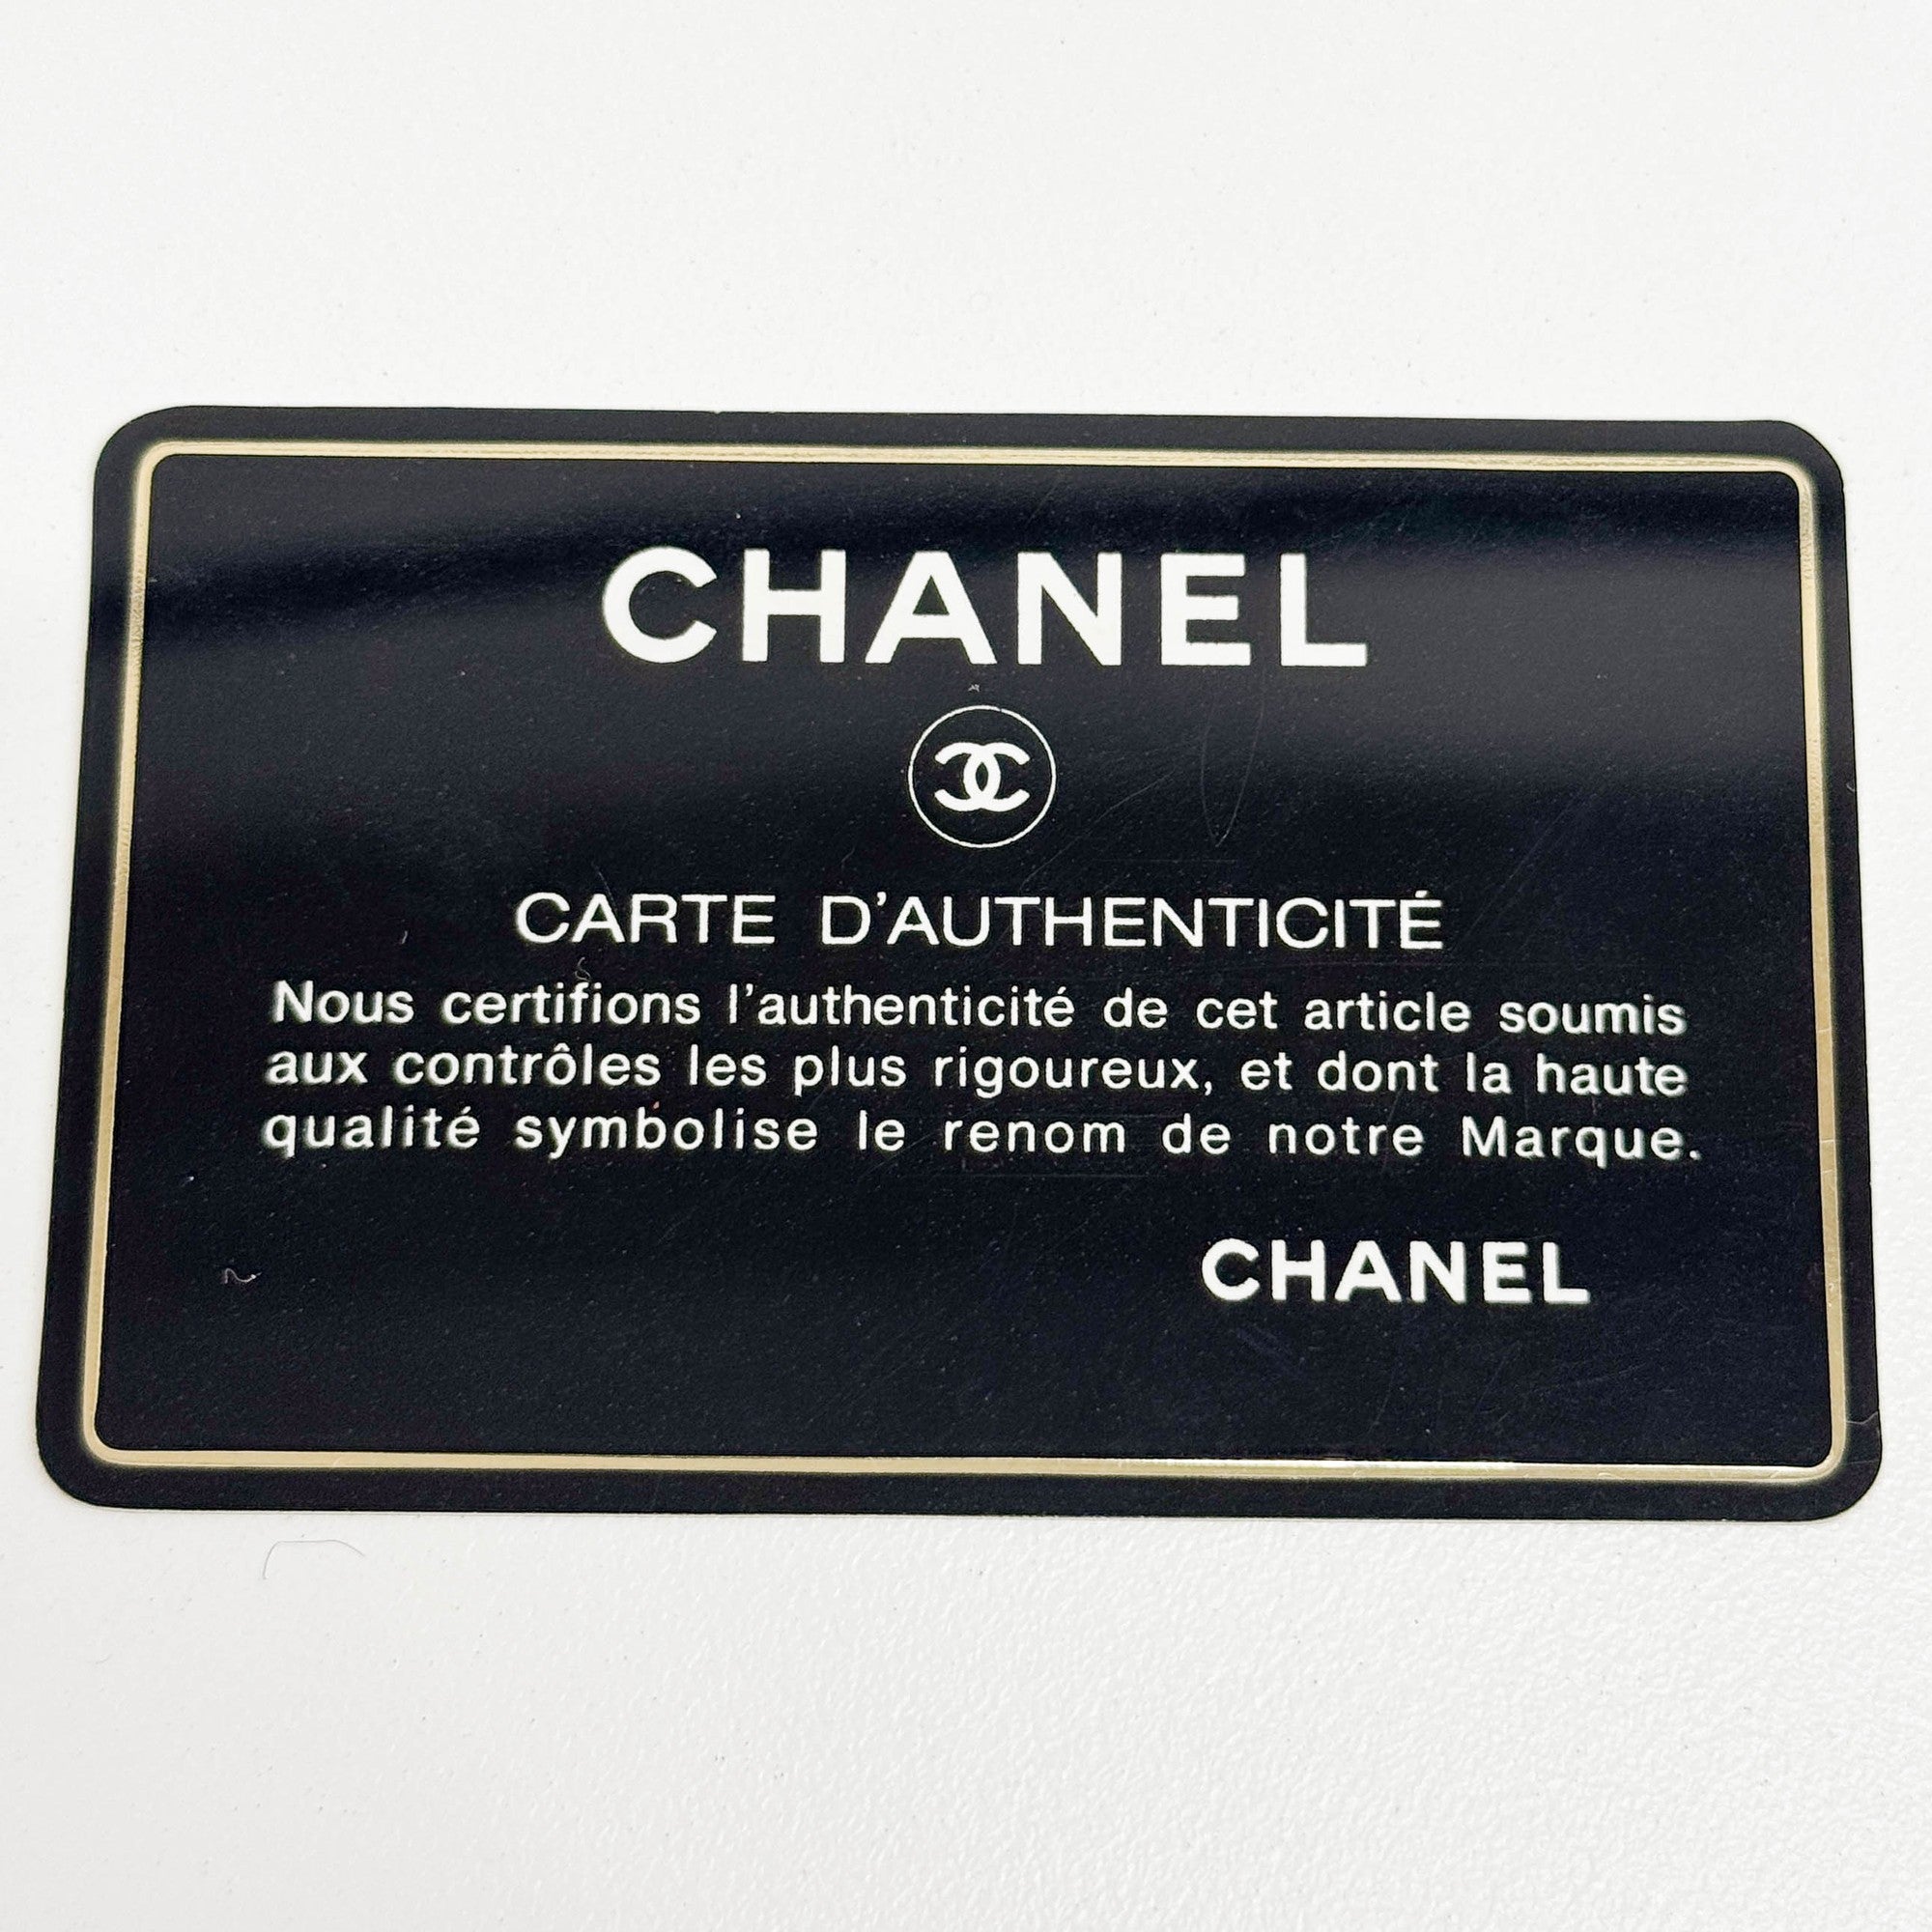 CHANEL
CARTE D'AUTHENTICITÉ
Nous certifions l'authenticité de cet article soumis
aux contrôles les plus rigoureux, et dont la haute
qualité symbolise le renom de notre Marque.
CHANEL